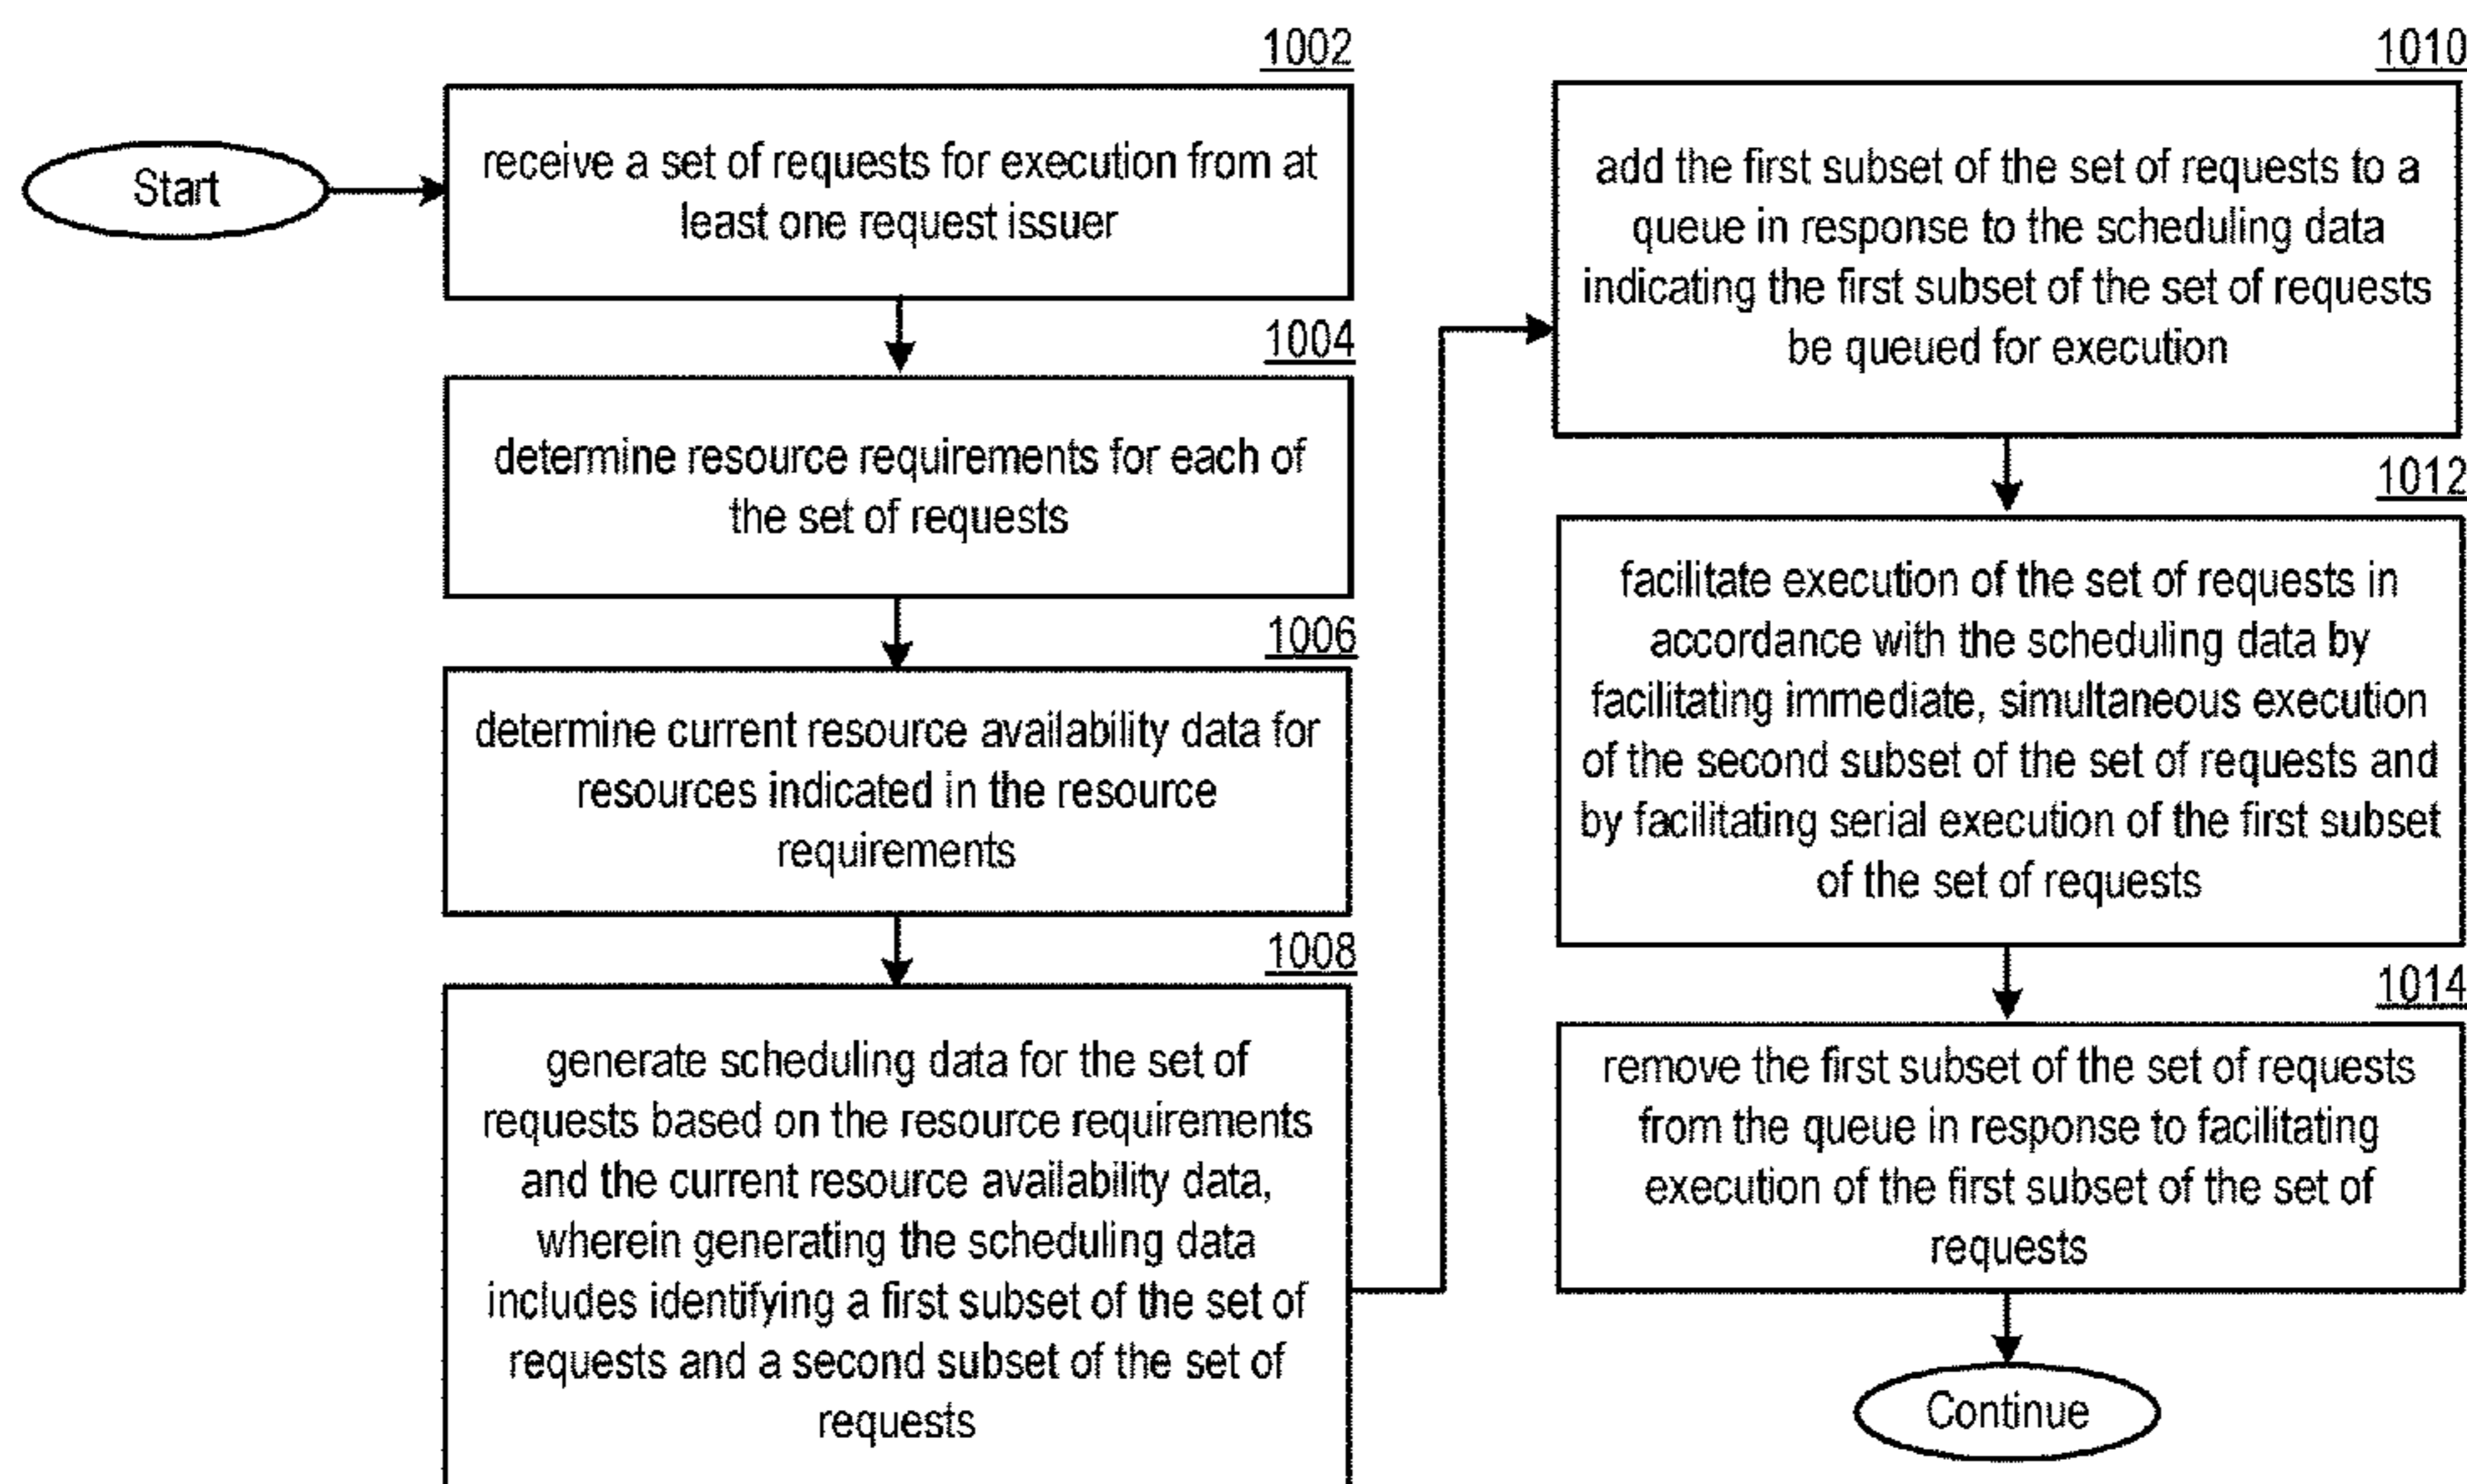 Start
1002
receive a set of requests for execution from at
least one request issuer
1004
determine resource requirements for each of
the set of requests
1006
determine current resource availability data for
resources indicated in the resource
requirements
1008
generate scheduling data for the set of
requests based on the resource requirements
and the current resource availability data,
wherein generating the scheduling data
includes identifying a first subset of the set of
requests and a second subset of the set of
requests
1010
add the first subset of the set of requests to a
queue in response to the scheduling data
indicating the first subset of the set of requests
be queued for execution
1012
facilitate execution of the set of requests in
accordance with the scheduling data by
facilitating immediate, simultaneous execution
of the second subset of the set of requests and
by facilitating serial execution of the first subset
of the set of requests
1014
remove the first subset of the set of requests
from the queue in response to facilitating
execution of the first subset of the set of
requests
Continue